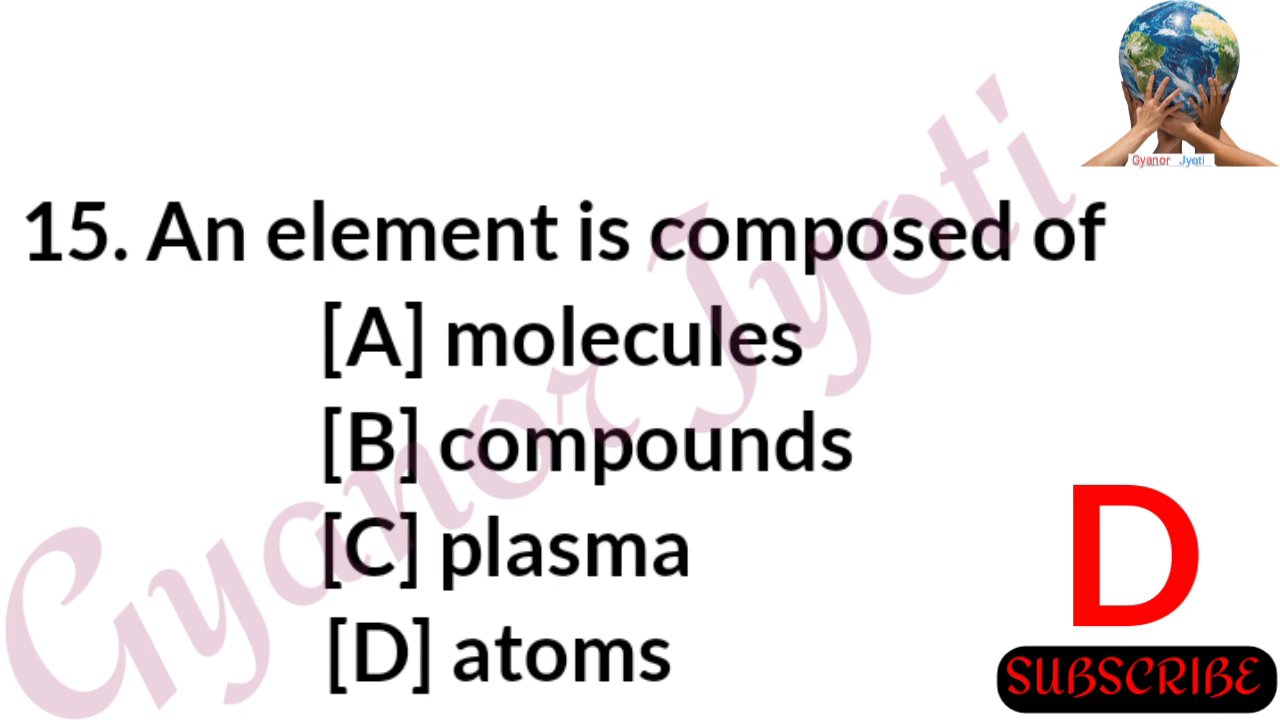 Gyanor Jyoti
15. An element is composed of
[A] molecules
[B] compounds
[C] plasma
[D] atoms
D
SUBSCRIBE
Gyanor Jyoti